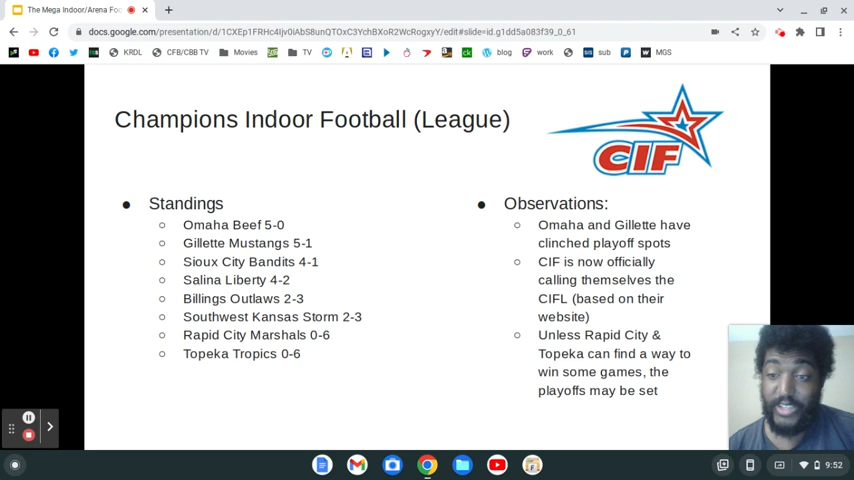 The Mega Indoor/Arena Foo
docs.google.com/presentation/d/1CXEp1FRHc4Ijv0iAbS8unQTOxC3YchBXoR2WcRogxyY/edit#slide=id.g1dd5a083f39_0_61
KRDL CFB/CBB TV Movies TV blog work sub MGS
Champions Indoor Football (League)
CIF
Standings
Omaha Beef 5-0
Gillette Mustangs 5-1
Sioux City Bandits 4-1
Salina Liberty 4-2
Billings Outlaws 2-3
Southwest Kansas Storm 2-3
Rapid City Marshals 0-6
Topeka Tropics 0-6
Observations:
Omaha and Gillette have
clinched playoff spots
CIF is now officially
calling themselves the
CIFL (based on their
website)
Unless Rapid City &
Topeka can find a way to
win some games, the
playoffs may be set
9:52